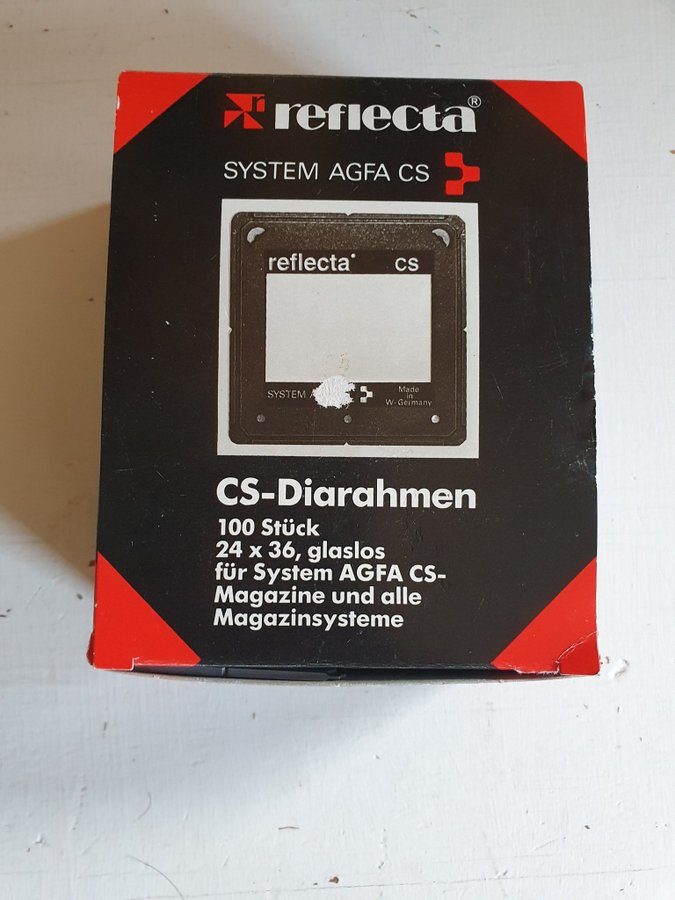 reflecta®
SYSTEM AGFA CS
reflecta CS
SYSTEM
Made
in
W-Germany
CS-Diarahmen
100 Stück
24 x 36, glaslos
für System AGFA CS-
Magazine und alle
Magazinsysteme